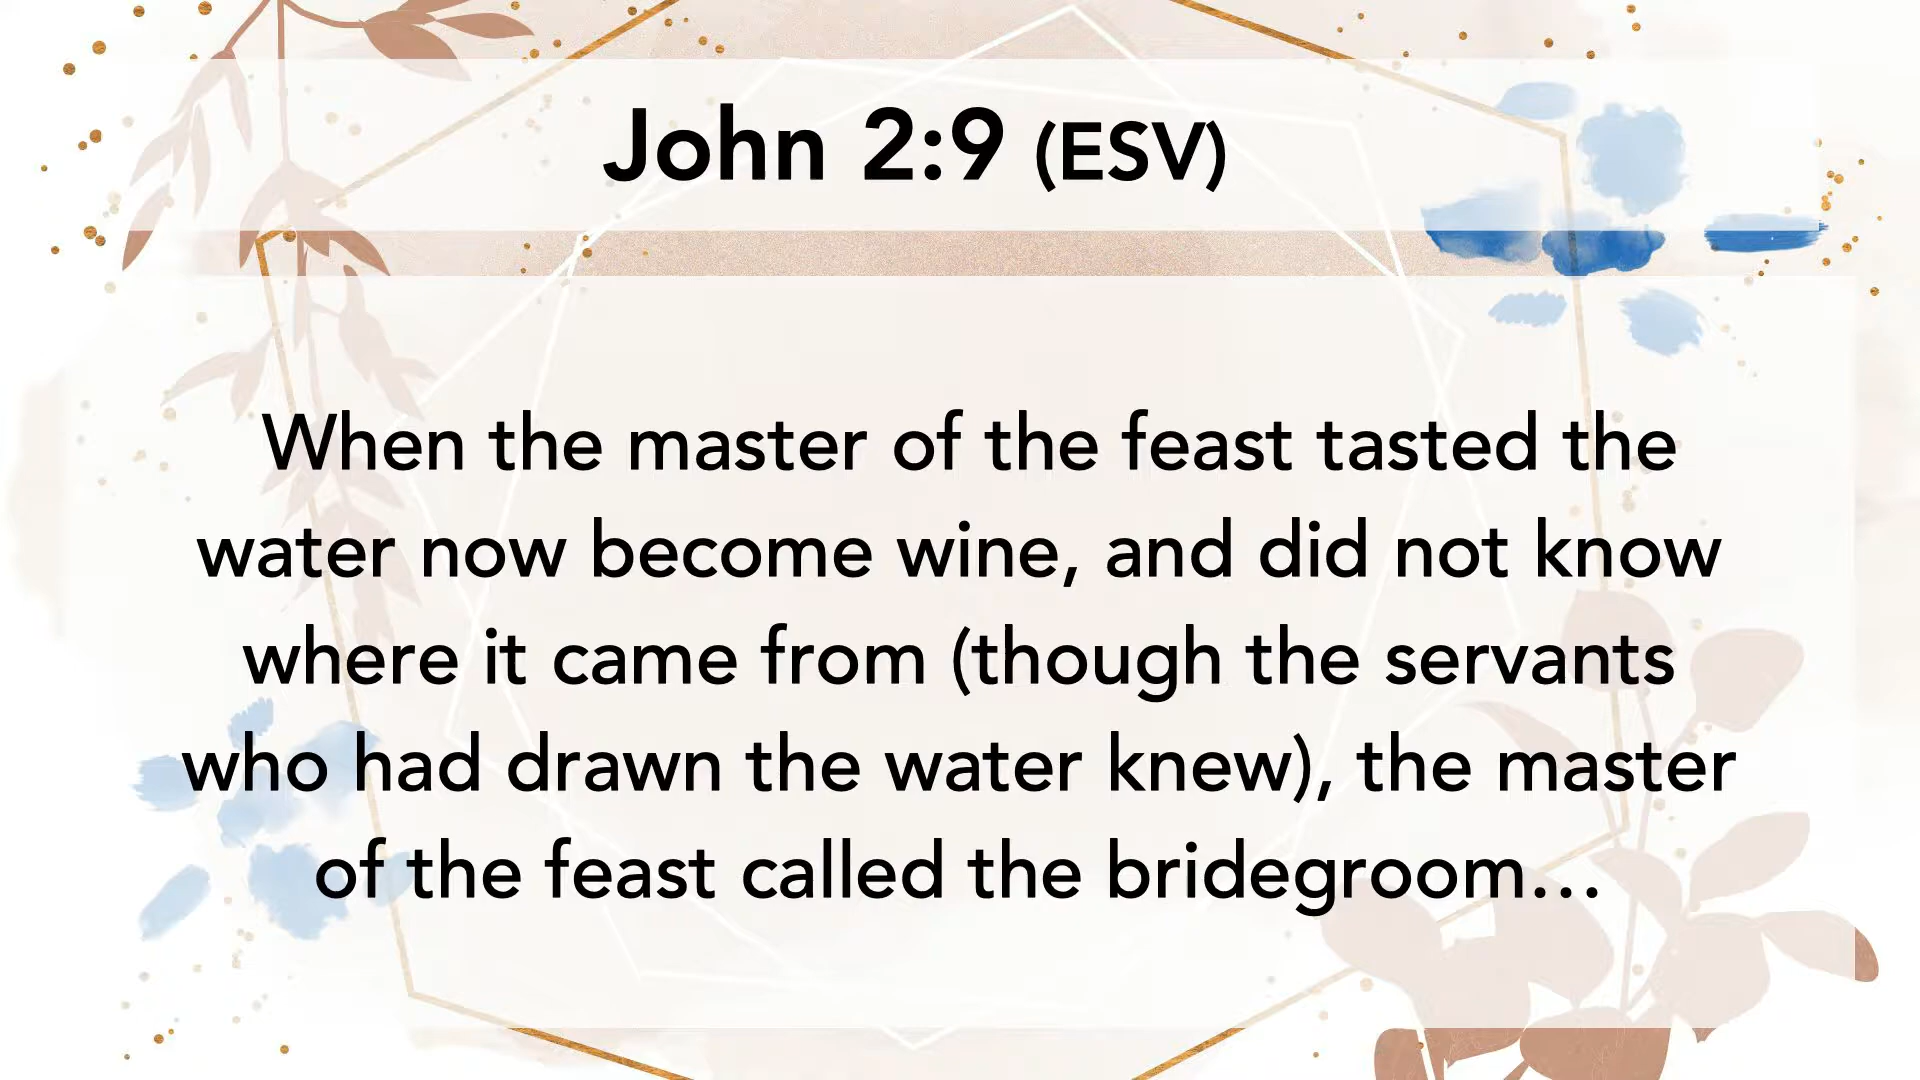 John 2:9 (ESV)
When the master of the feast tasted the
water now become wine, and did not know
where it came from (though the servants
who had drawn the water knew), the master
of the feast called the bridegroom…